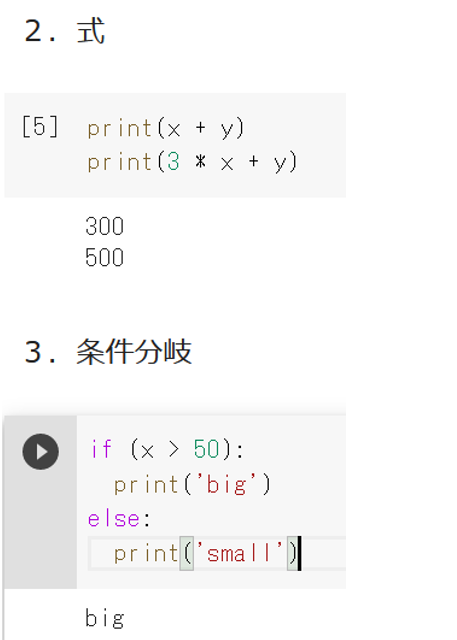 2. 式
[5] print(x + y)
print(3 * x + y)
300
500
3. 条件分岐
if (x > 50):
  print('big')
else:
  print('small')
big